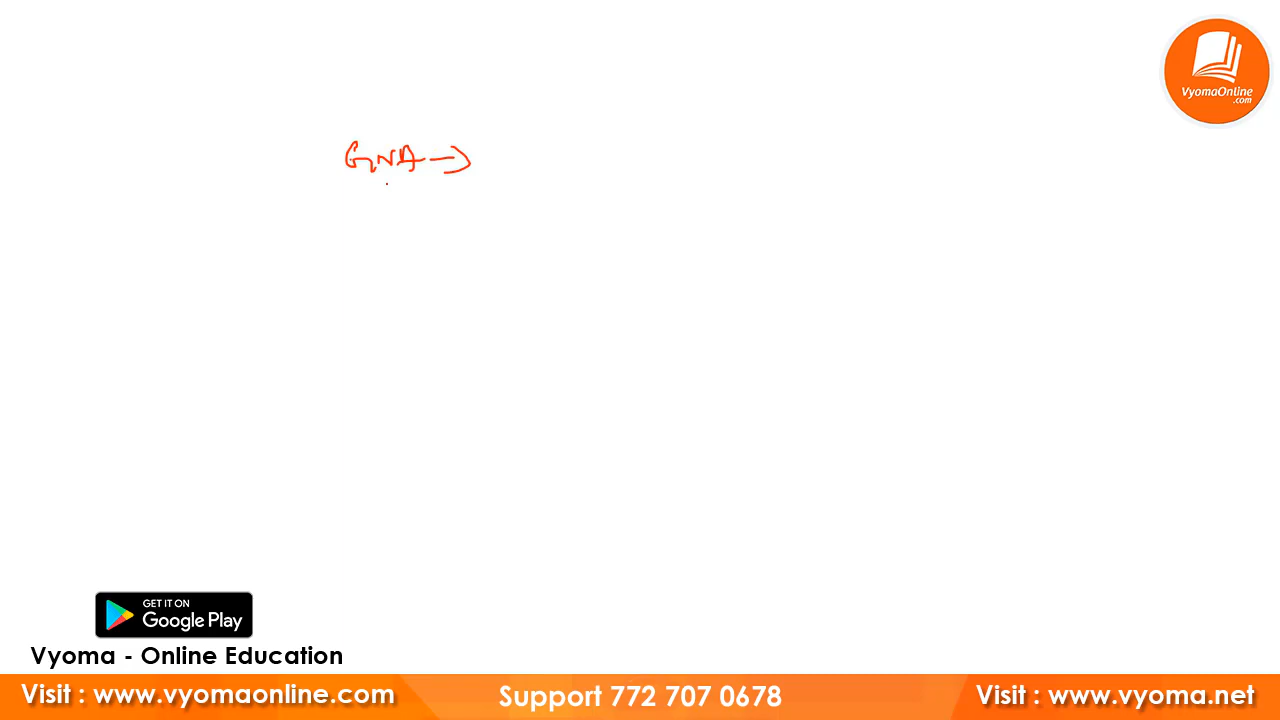 VyomaOnline
.com
GNA →
GET IT ON
Google Play
Vyoma - Online Education
Visit : www.vyomaonline.com
Support 772 707 0678
Visit : www.vyoma.net